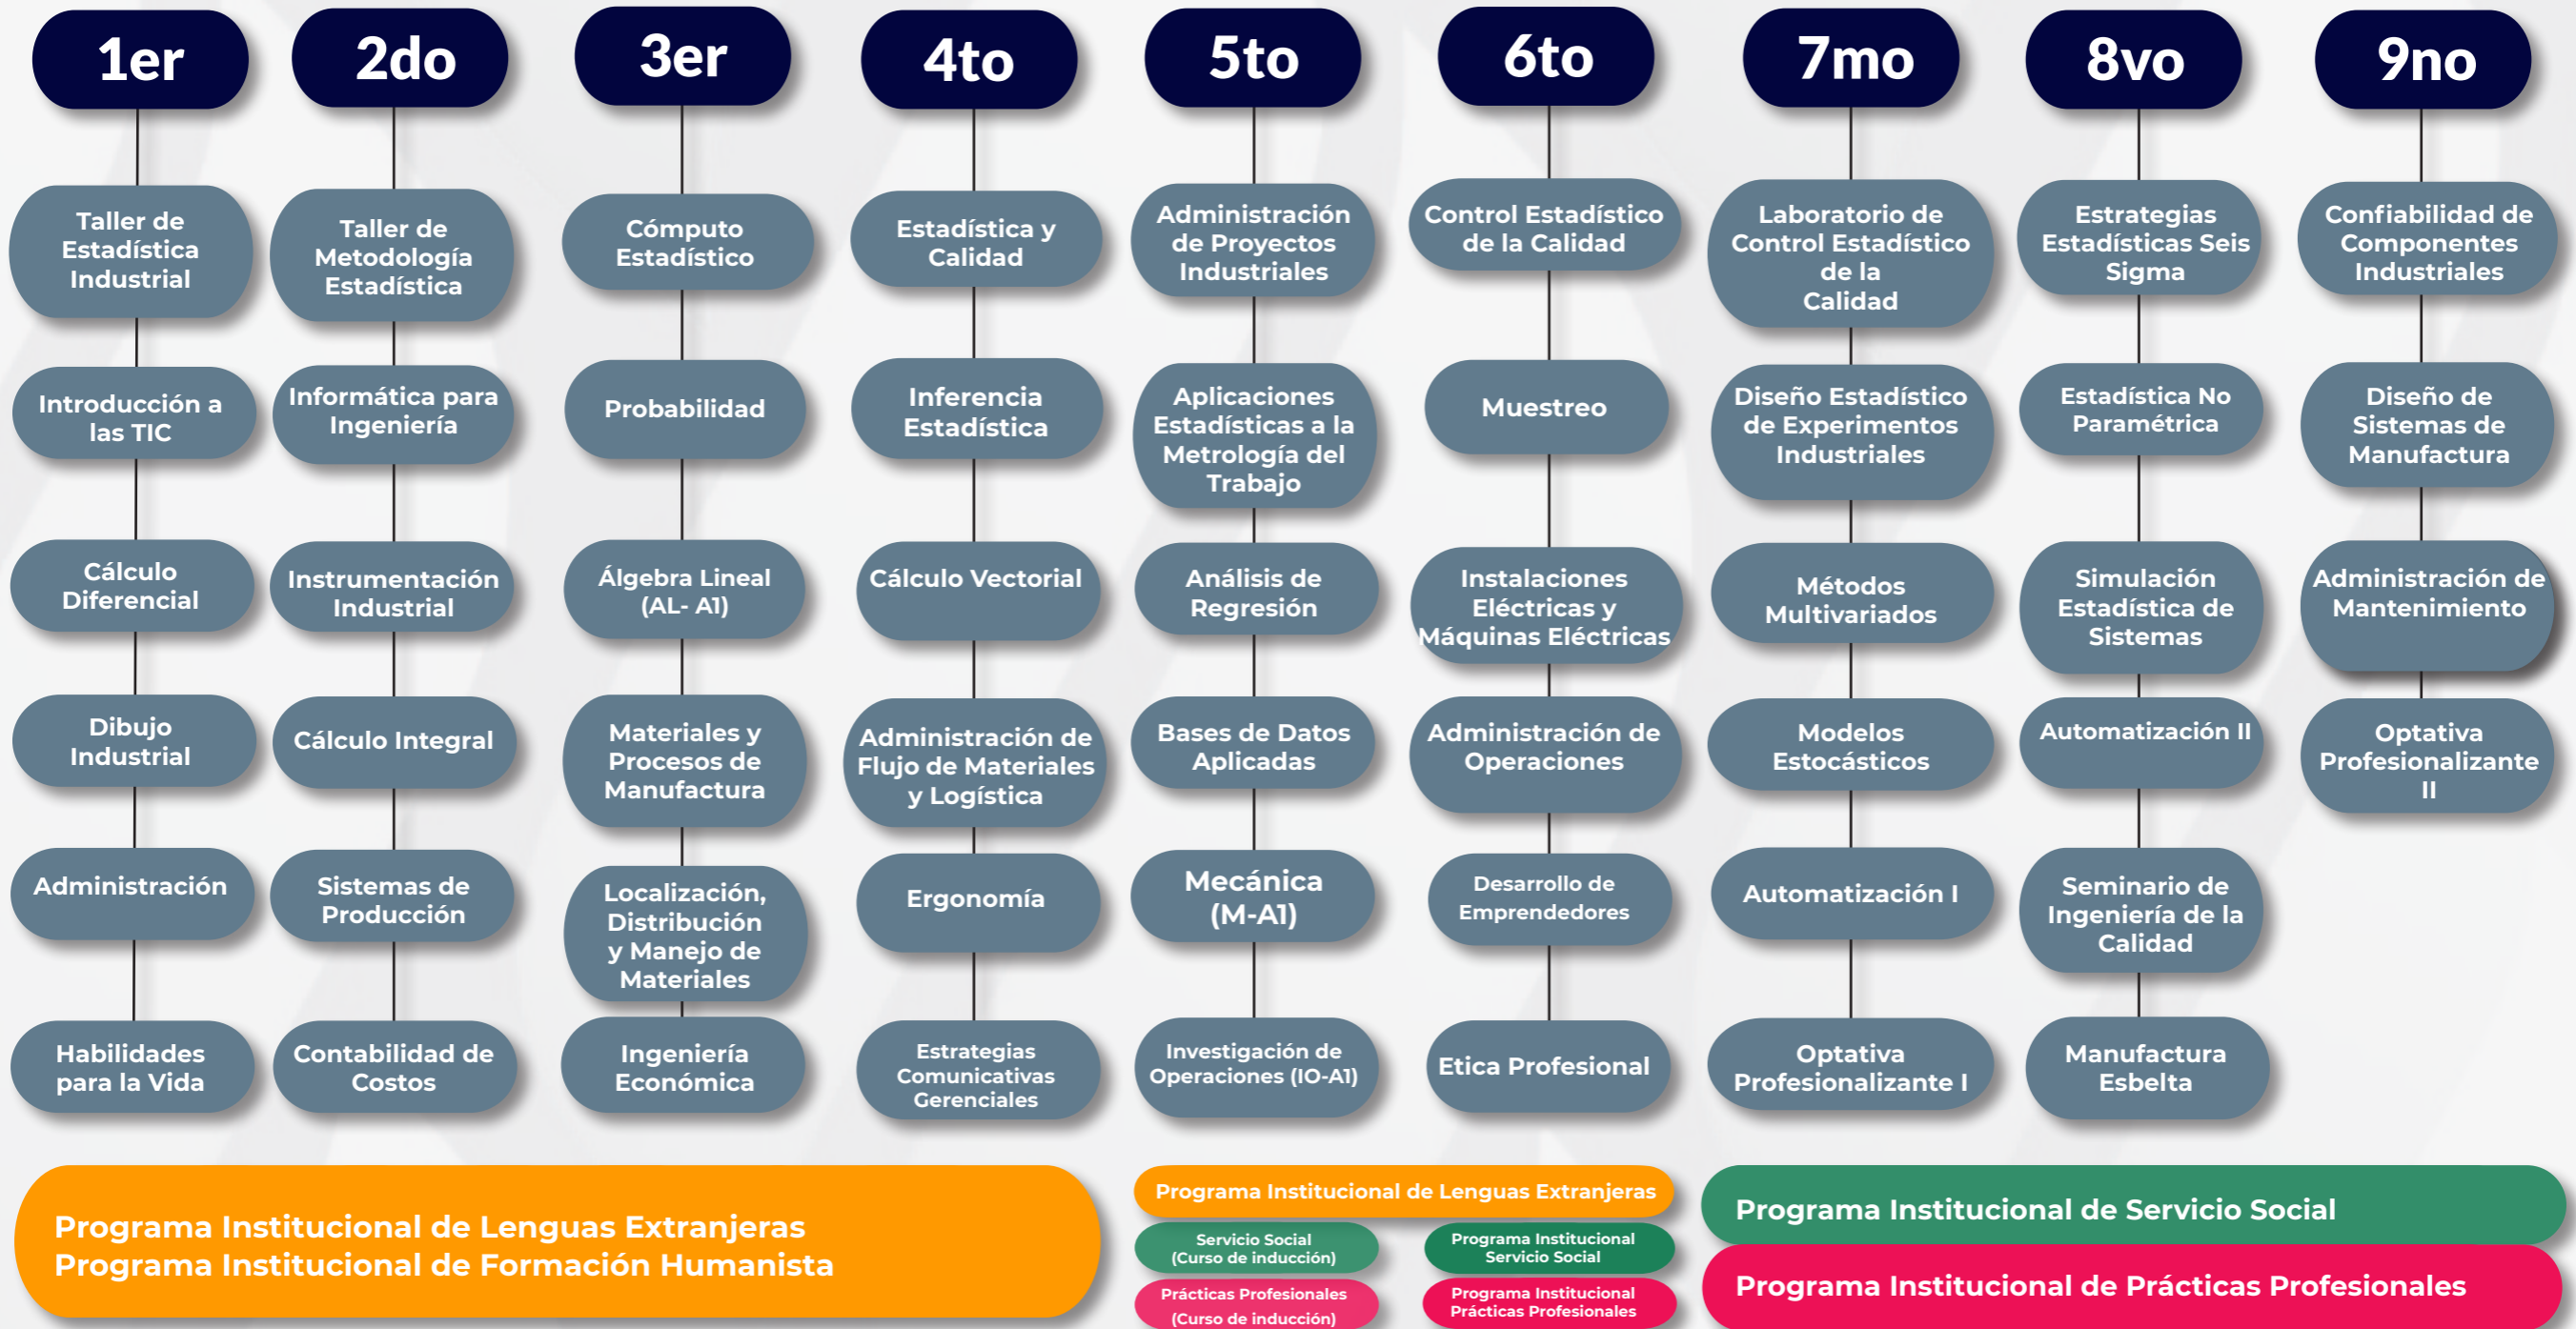 1er
Taller de
Estadística
Industrial
Introducción a
las TIC
Cálculo
Diferencial
Dibujo
Industrial
Administración
Habilidades
para la Vida
2do
Taller de
Metodología
Estadística
Informática para
Ingeniería
Instrumentación
Industrial
Cálculo Integral
Sistemas de
Producción
Contabilidad de
Costos
3er
Cómputo
Estadístico
Probabilidad
Álgebra Lineal
(AL- A1)
Materiales y
Procesos de
Manufactura
Localización,
Distribución
y Manejo de
Materiales
Ingeniería
Económica
4to
Estadística y
Calidad
Inferencia
Estadística
Cálculo Vectorial
Administración de
Flujo de Materiales
y Logística
Ergonomía
Estrategias
Comunicativas
Gerenciales
5to
Administración
de Proyectos
Industriales
Aplicaciones
Estadísticas a la
Metrología del
Trabajo
Análisis de
Regresión
Bases de Datos
Aplicadas
Mecánica
(M-A1)
Investigación de
Operaciones (IO-A1)
6to
Control Estadístico
de la Calidad
Muestreo
Instalaciones
Eléctricas y
Máquinas Eléctricas
Administración de
Operaciones
Desarrollo de
Emprendedores
Etica Profesional
7mo
Laboratorio de
Control Estadístico
de la
Calidad
Diseño Estadístico
de Experimentos
Industriales
Métodos
Multivariados
Modelos
Estocásticos
Automatización I
Optativa
Profesionalizante I
8vo
Estrategias
Estadísticas Seis
Sigma
Estadística No
Paramétrica
Simulación
Estadística de
Sistemas
Automatización II
Seminario de
Ingeniería de la
Calidad
Manufactura
Esbelta
9no
Confiabilidad de
Componentes
Industriales
Diseño de
Sistemas de
Manufactura
Administración de
Mantenimiento
Optativa
Profesionalizante
II
Programa Institucional de Lenguas Extranjeras
Programa Institucional de Formación Humanista
Programa Institucional de Lenguas Extranjeras
Servicio Social
(Curso de inducción)
Prácticas Profesionales
(Curso de inducción)
Programa Institucional
Servicio Social
Programa Institucional
Prácticas Profesionales
Programa Institucional de Servicio Social
Programa Institucional de Prácticas Profesionales